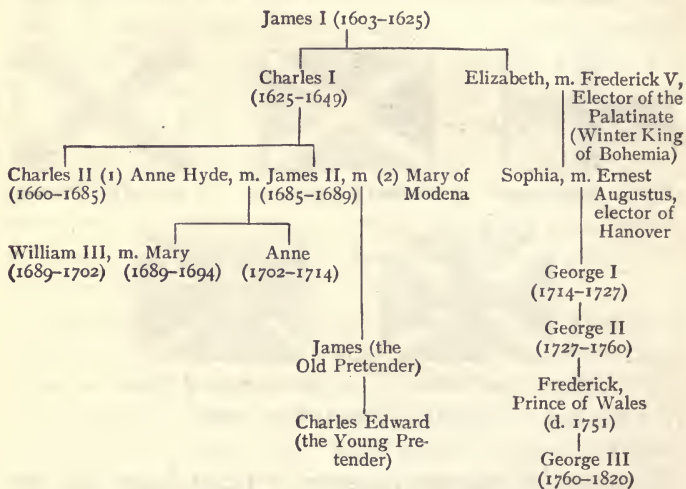 James I (1603–1625)
Charles I
(1625–1649)
Elizabeth, m. Frederick V,
Elector of the
Palatinate
(Winter King
of Bohemia)
Charles II (1) Anne Hyde, m. James II, m (2) Mary of
(1660–1685) (1685–1689) Modena
Sophia, m. Ernest
Augustus,
elector of
Hanover
William III, m. Mary Anne
(1689–1702) (1689–1694) (1702–1714)
George I
(1714–1727)
George II
(1727–1760)
James (the
Old Pretender)
Frederick,
Prince of Wales
(d. 1751)
Charles Edward
(the Young Pre-
tender)
George III
(1760–1820)